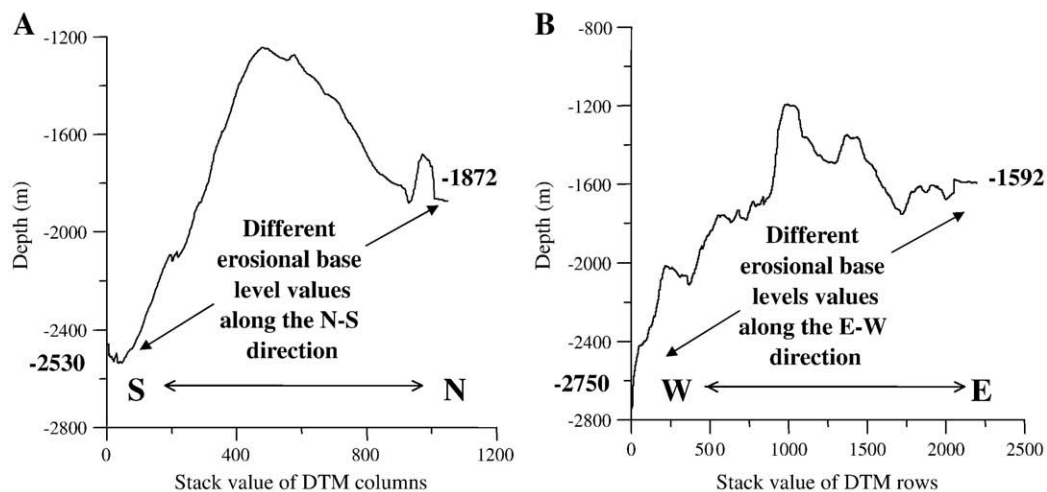 A
-1200
-1600
-2000
-2400
-2800
Depth (m)
-1872
Different
erosional base
level values
along the N-S
direction
-2530
S
N
0
400
800
1200
Stack value of DTM columns
B
-800
-1200
-1600
-2000
-2400
-2800
Depth (m)
-1592
Different
erosional base
levels values
along the E-W
direction
-2750
W
E
0
500
1000
1500
2000
2500
Stack value of DTM rows